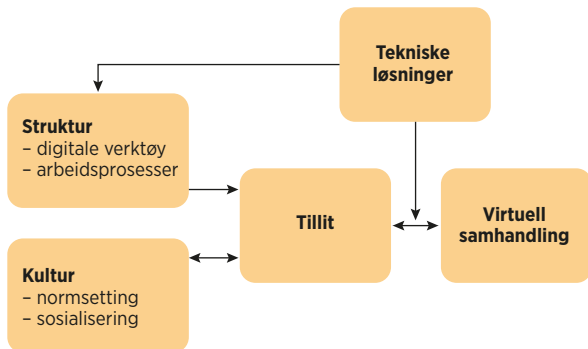 Tekniske
løsninger
Struktur
– digitale verktøy
– arbeidsprosesser
Tillit
Virtuell
samhandling
Kultur
– normsetting
– sosialisering